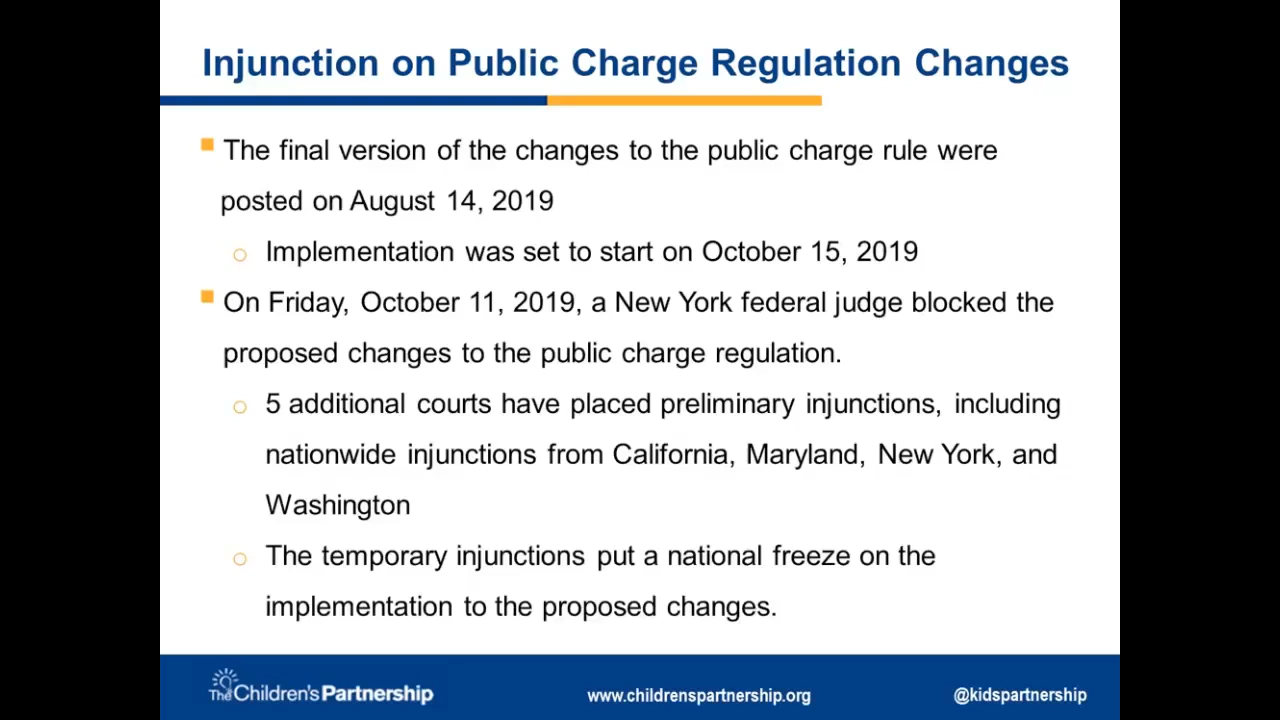 Injunction on Public Charge Regulation Changes
The final version of the changes to the public charge rule were
posted on August 14, 2019
Implementation was set to start on October 15, 2019
On Friday, October 11, 2019, a New York federal judge blocked the
proposed changes to the public charge regulation.
5 additional courts have placed preliminary injunctions, including
nationwide injunctions from California, Maryland, New York, and
Washington
The temporary injunctions put a national freeze on the
implementation to the proposed changes.
The Children's Partnership
www.childrenspartnership.org
@kidspartnership